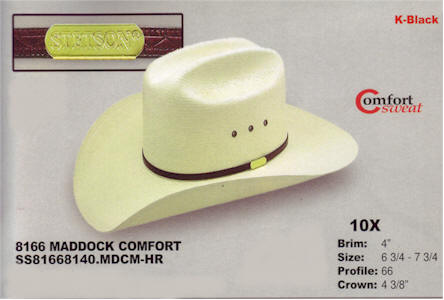 STETSON®
K-Black
Comfort
sweat
8166 MADDOCK COMFORT
SS81668140.MDCM-HR
10X
Brim: 4"
Size: 6 3/4 - 7 3/4
Profile: 66
Crown: 4 3/8"